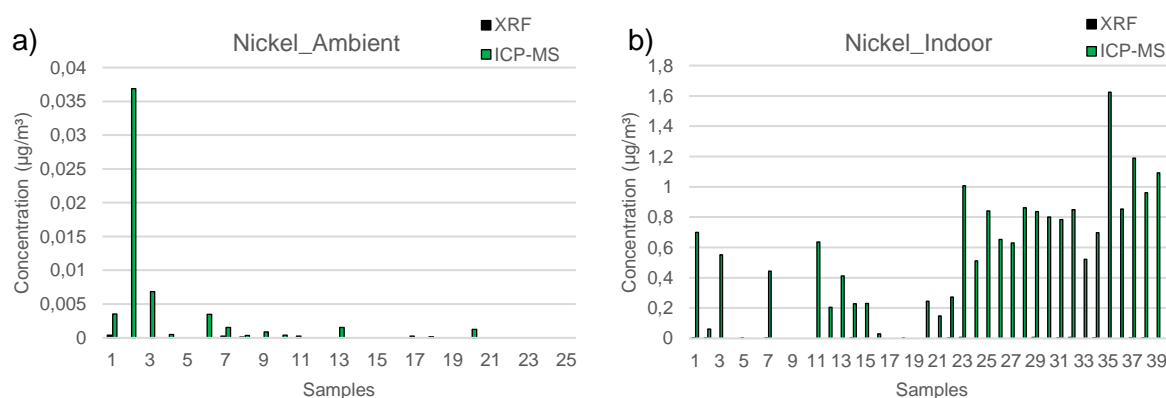 a)
Nickel_Ambient
XRF
ICP-MS
Concentration (µg/m³)
0,04
0,035
0,03
0,025
0,02
0,015
0,01
0,005
0
1 3 5 7 9 11 13 15 17 19 21 23 25
Samples
b)
Nickel_Indoor
XRF
ICP-MS
Concentration (µg/m³)
1,8
1,6
1,4
1,2
1
0,8
0,6
0,4
0,2
0
1 3 5 7 9 11 13 15 17 19 21 23 25 27 29 31 33 35 37 39
Samples